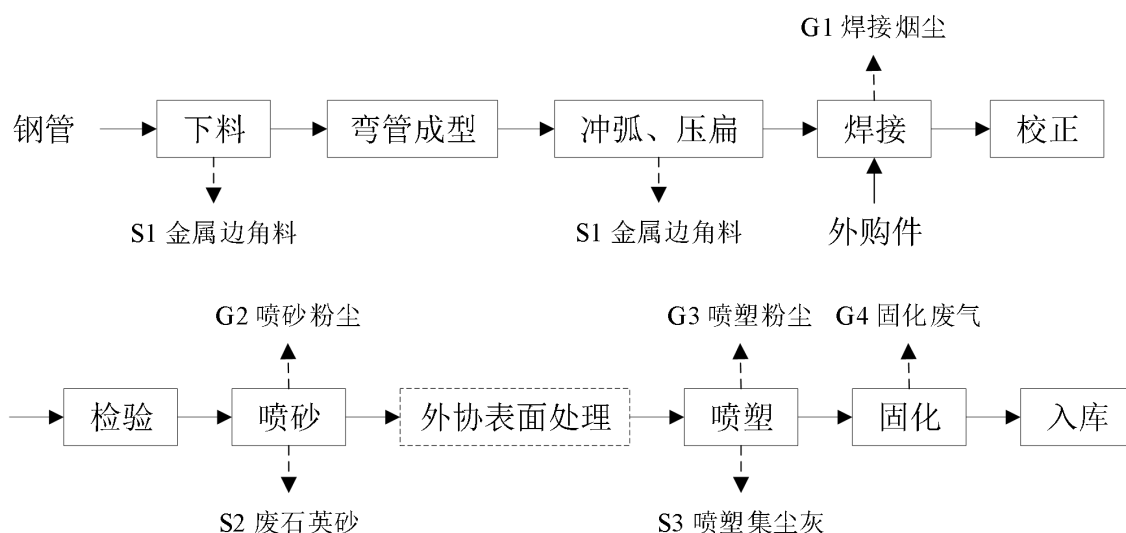 G1 焊接烟尘
钢管
下料
弯管成型
冲弧、压扁
焊接
校正
S1 金属边角料
S1 金属边角料
外购件
G2 喷砂粉尘
G3 喷塑粉尘
G4 固化废气
检验
喷砂
外协表面处理
喷塑
固化
入库
S2 废石英砂
S3 喷塑集尘灰